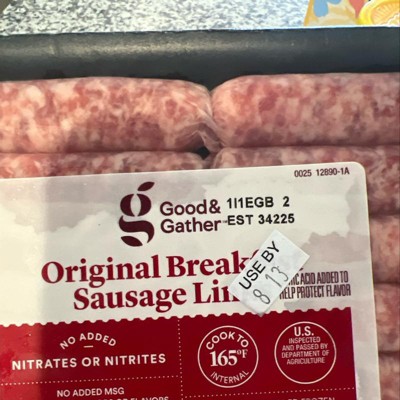 0025 12890-1A
Good&
Gather
1I1EGB 2
EST 34225
Original Break
Sausage Lin
USE BY
8 13
ACID ADDED TO
HELP PROTECT FLAVOR
NO ADDED
NITRATES OR NITRITES
NO ADDED MSG
COOK TO
165°F
INTERNAL
U.S.
INSPECTED
AND PASSED BY
DEPARTMENT OF
AGRICULTURE